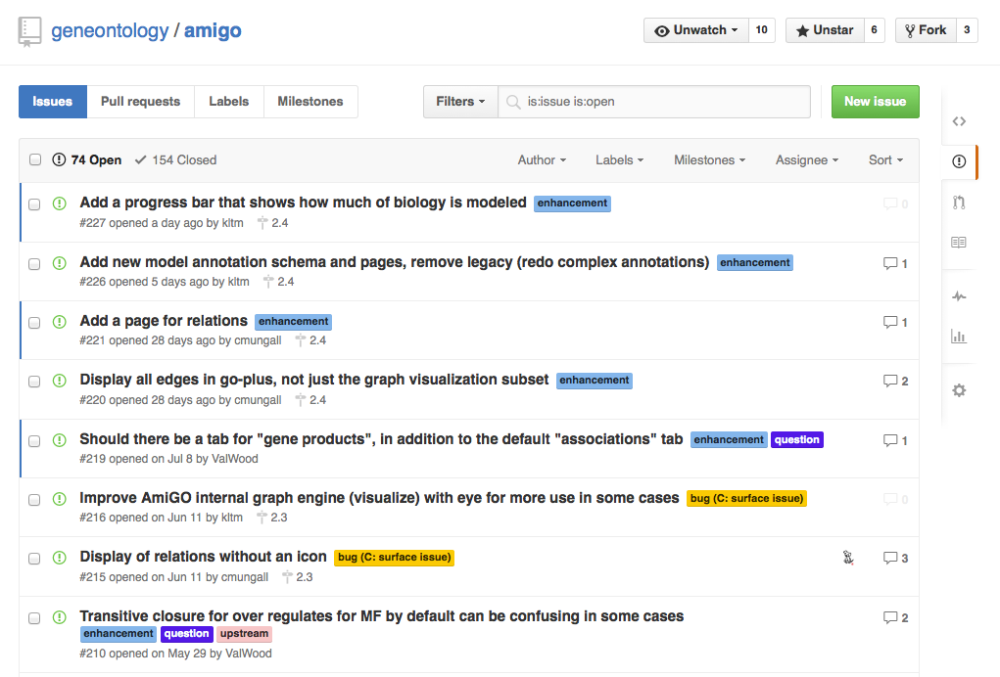 geneontology / amigo
Unwatch 10 Unstar 6 Fork 3
Issues Pull requests Labels Milestones Filters is:issue is:open New issue
74 Open 154 Closed Author Labels Milestones Assignee Sort
Add a progress bar that shows how much of biology is modeled enhancement 0
#227 opened a day ago by kltm 2.4
Add new model annotation schema and pages, remove legacy (redo complex annotations) enhancement 1
#226 opened 5 days ago by kltm 2.4
Add a page for relations enhancement 1
#221 opened 28 days ago by cmungall 2.4
Display all edges in go-plus, not just the graph visualization subset enhancement 2
#220 opened 28 days ago by cmungall 2.4
Should there be a tab for "gene products", in addition to the default "associations" tab enhancement question 1
#219 opened on Jul 8 by ValWood
Improve AmiGO internal graph engine (visualize) with eye for more use in some cases bug (C: surface issue) 0
#216 opened on Jun 11 by kltm 2.3
Display of relations without an icon bug (C: surface issue) 3
#215 opened on Jun 11 by cmungall 2.3
Transitive closure for over regulates for MF by default can be confusing in some cases 2
enhancement question upstream
#210 opened on May 29 by ValWood